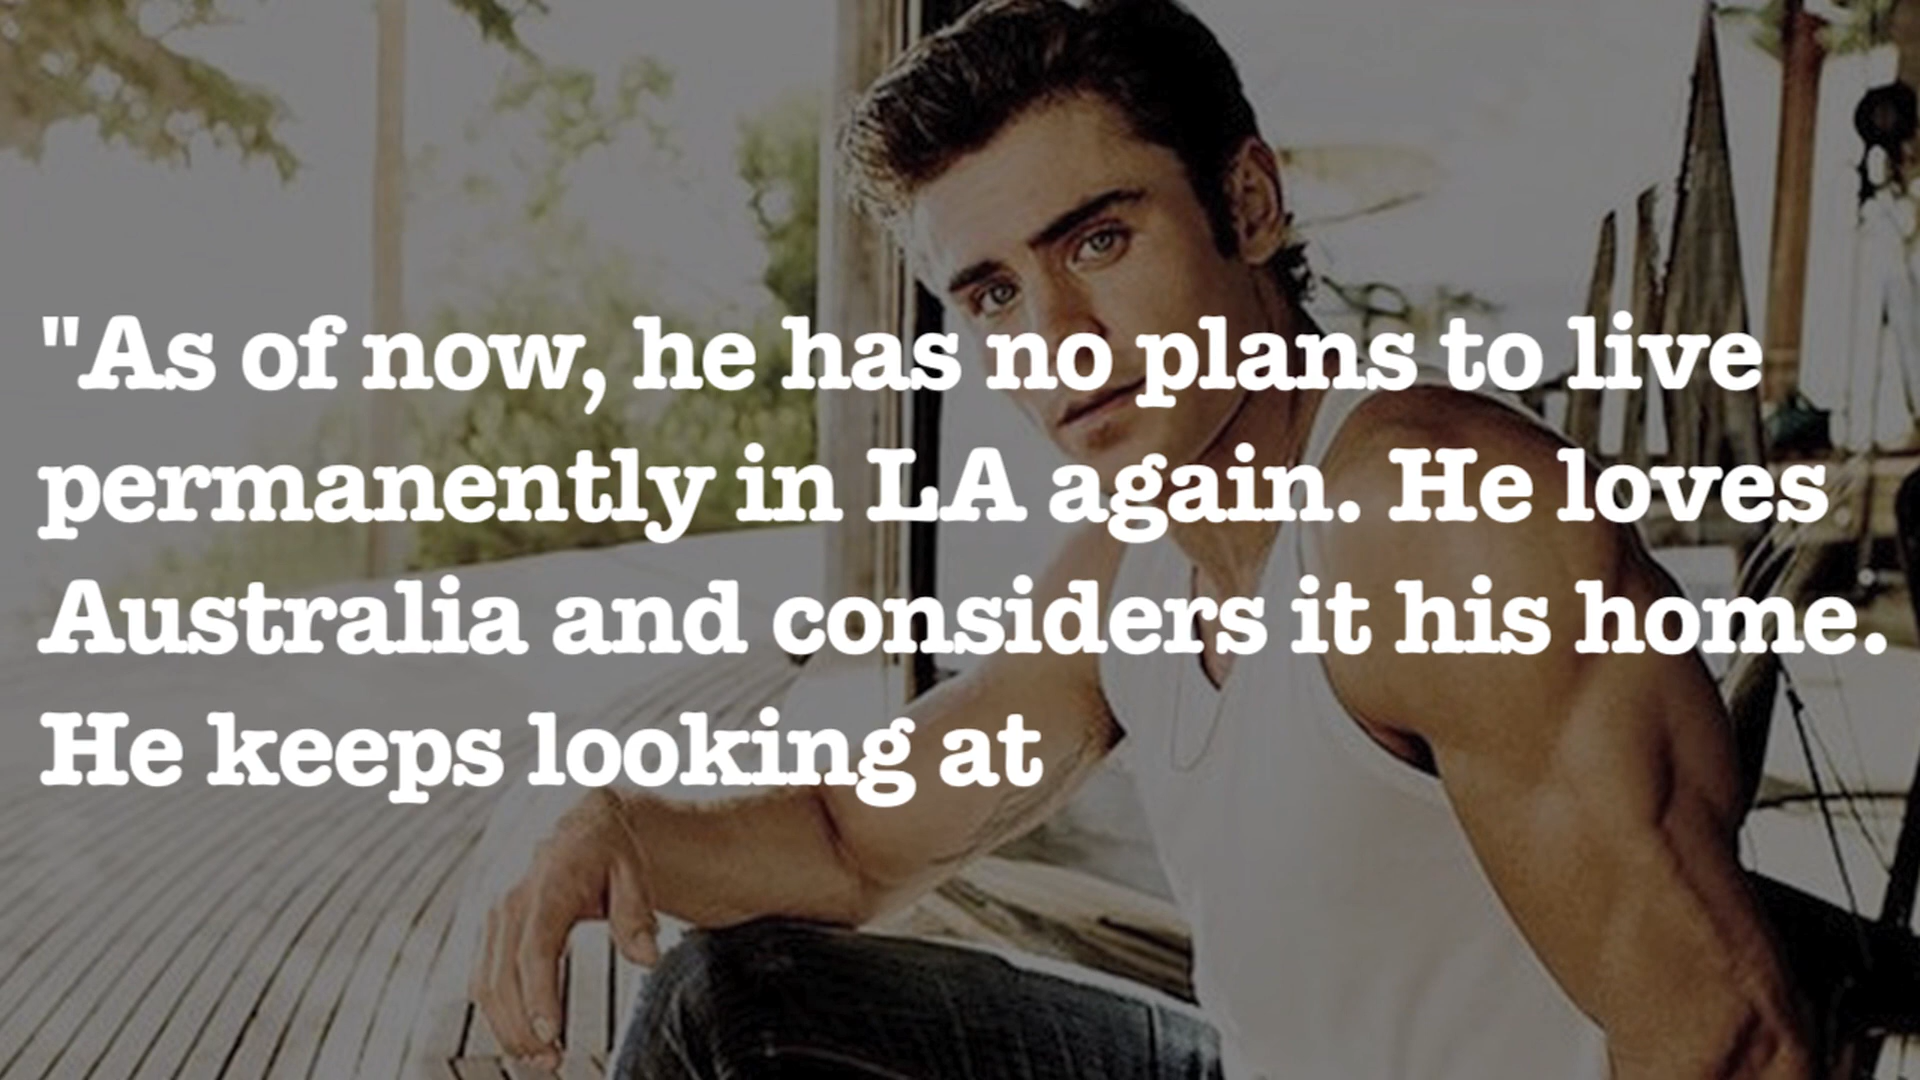 "As of now, he has no plans to live
permanently in LA again. He loves
Australia and considers it his home.
He keeps looking at